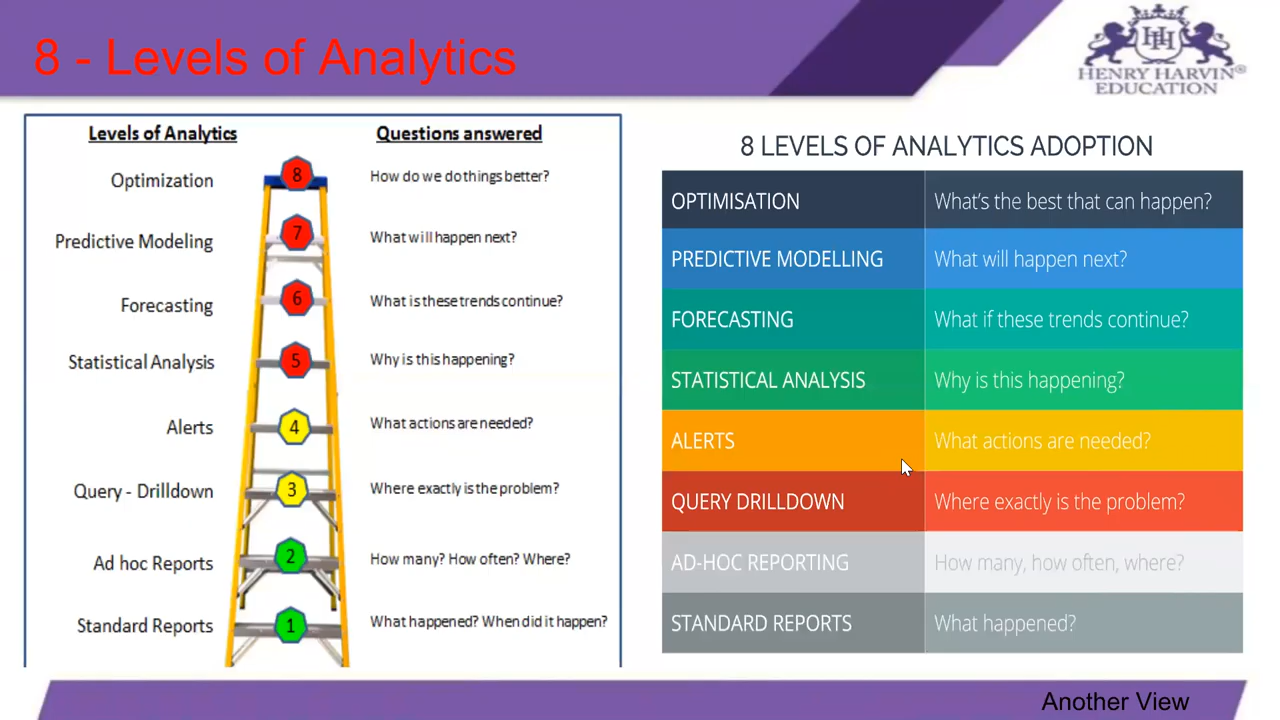 8 - Levels of Analytics
HENRY HARVIN®
EDUCATION
Levels of Analytics Questions answered
Optimization 8 How do we do things better?
Predictive Modeling 7 What will happen next?
Forecasting 6 What is these trends continue?
Statistical Analysis 5 Why is this happening?
Alerts 4 What actions are needed?
Query - Drilldown 3 Where exactly is the problem?
Ad hoc Reports 2 How many? How often? Where?
Standard Reports 1 What happened? When did it happen?
8 LEVELS OF ANALYTICS ADOPTION
OPTIMISATION What's the best that can happen?
PREDICTIVE MODELLING What will happen next?
FORECASTING What if these trends continue?
STATISTICAL ANALYSIS Why is this happening?
ALERTS What actions are needed?
QUERY DRILLDOWN Where exactly is the problem?
AD-HOC REPORTING How many, how often, where?
STANDARD REPORTS What happened?
Another View